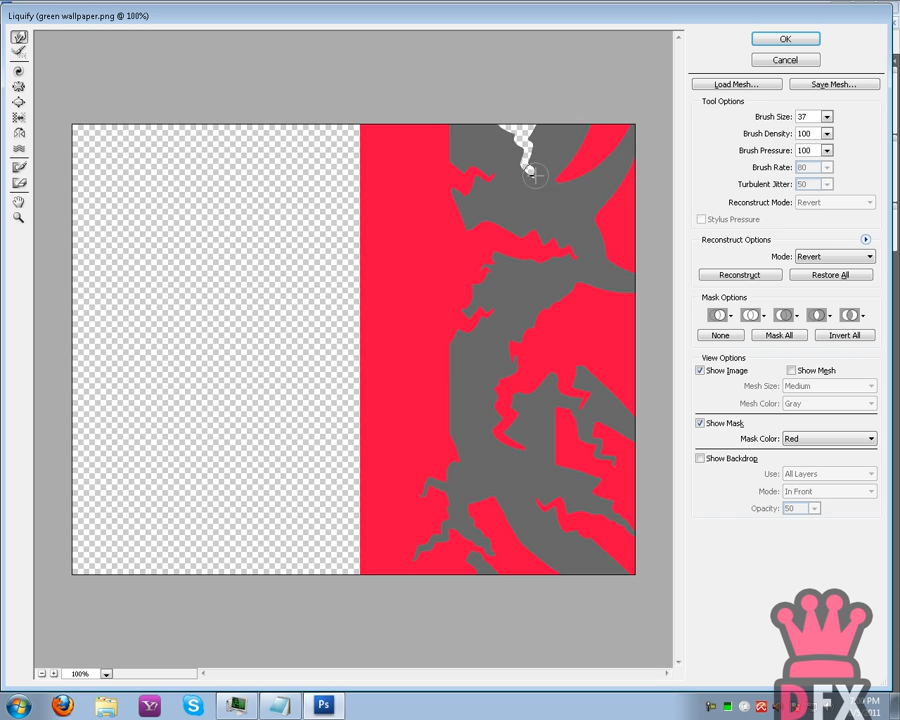 Liquify (green wallpaper.png @ 100%)
OK
Cancel
Load Mesh...
Save Mesh...
Tool Options
Brush Size: 37
Brush Density: 100
Brush Pressure: 100
Brush Rate: 80
Turbulent Jitter: 50
Reconstruct Mode: Revert
Stylus Pressure
Reconstruct Options
Mode: Revert
Reconstruct
Restore All
Mask Options
None
Mask All
Invert All
View Options
Show Image
Show Mesh
Mesh Size: Medium
Mesh Color: Gray
Show Mask
Mask Color: Red
Show Backdrop
Use: All Layers
Mode: In Front
Opacity: 50
100%
Ps
DFX